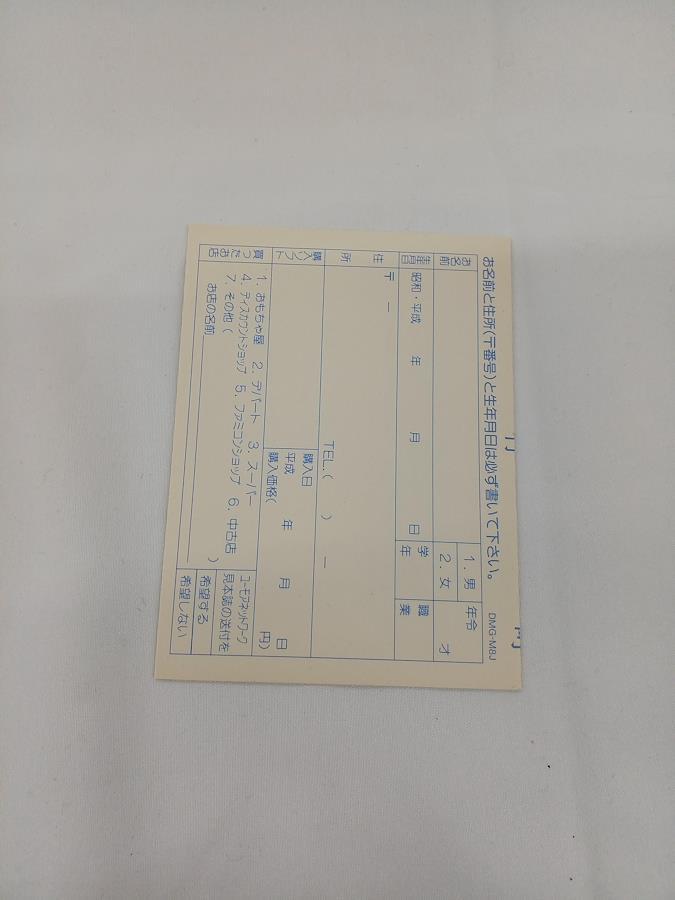 お名前と住所(〒番号)と生年月日は必ず書いて下さい。 DMG-M8J
お名前
1. 男
2. 女
年令
才
生年月日
昭和・平成 年 月 日
学年
職業
住所
〒 −
TEL.( ) −
購入ソフト
購入日
平成 年 月 日
購入価格( 円)
買ったお店
1. おもちゃ屋 2. デパート 3. スーパー
4. ディスカウントショップ 5. ファミコンショップ 6. 中古店
7. その他( )
お店の名前
ユーモアネットワーク
見本誌の送付を
希望する
希望しない